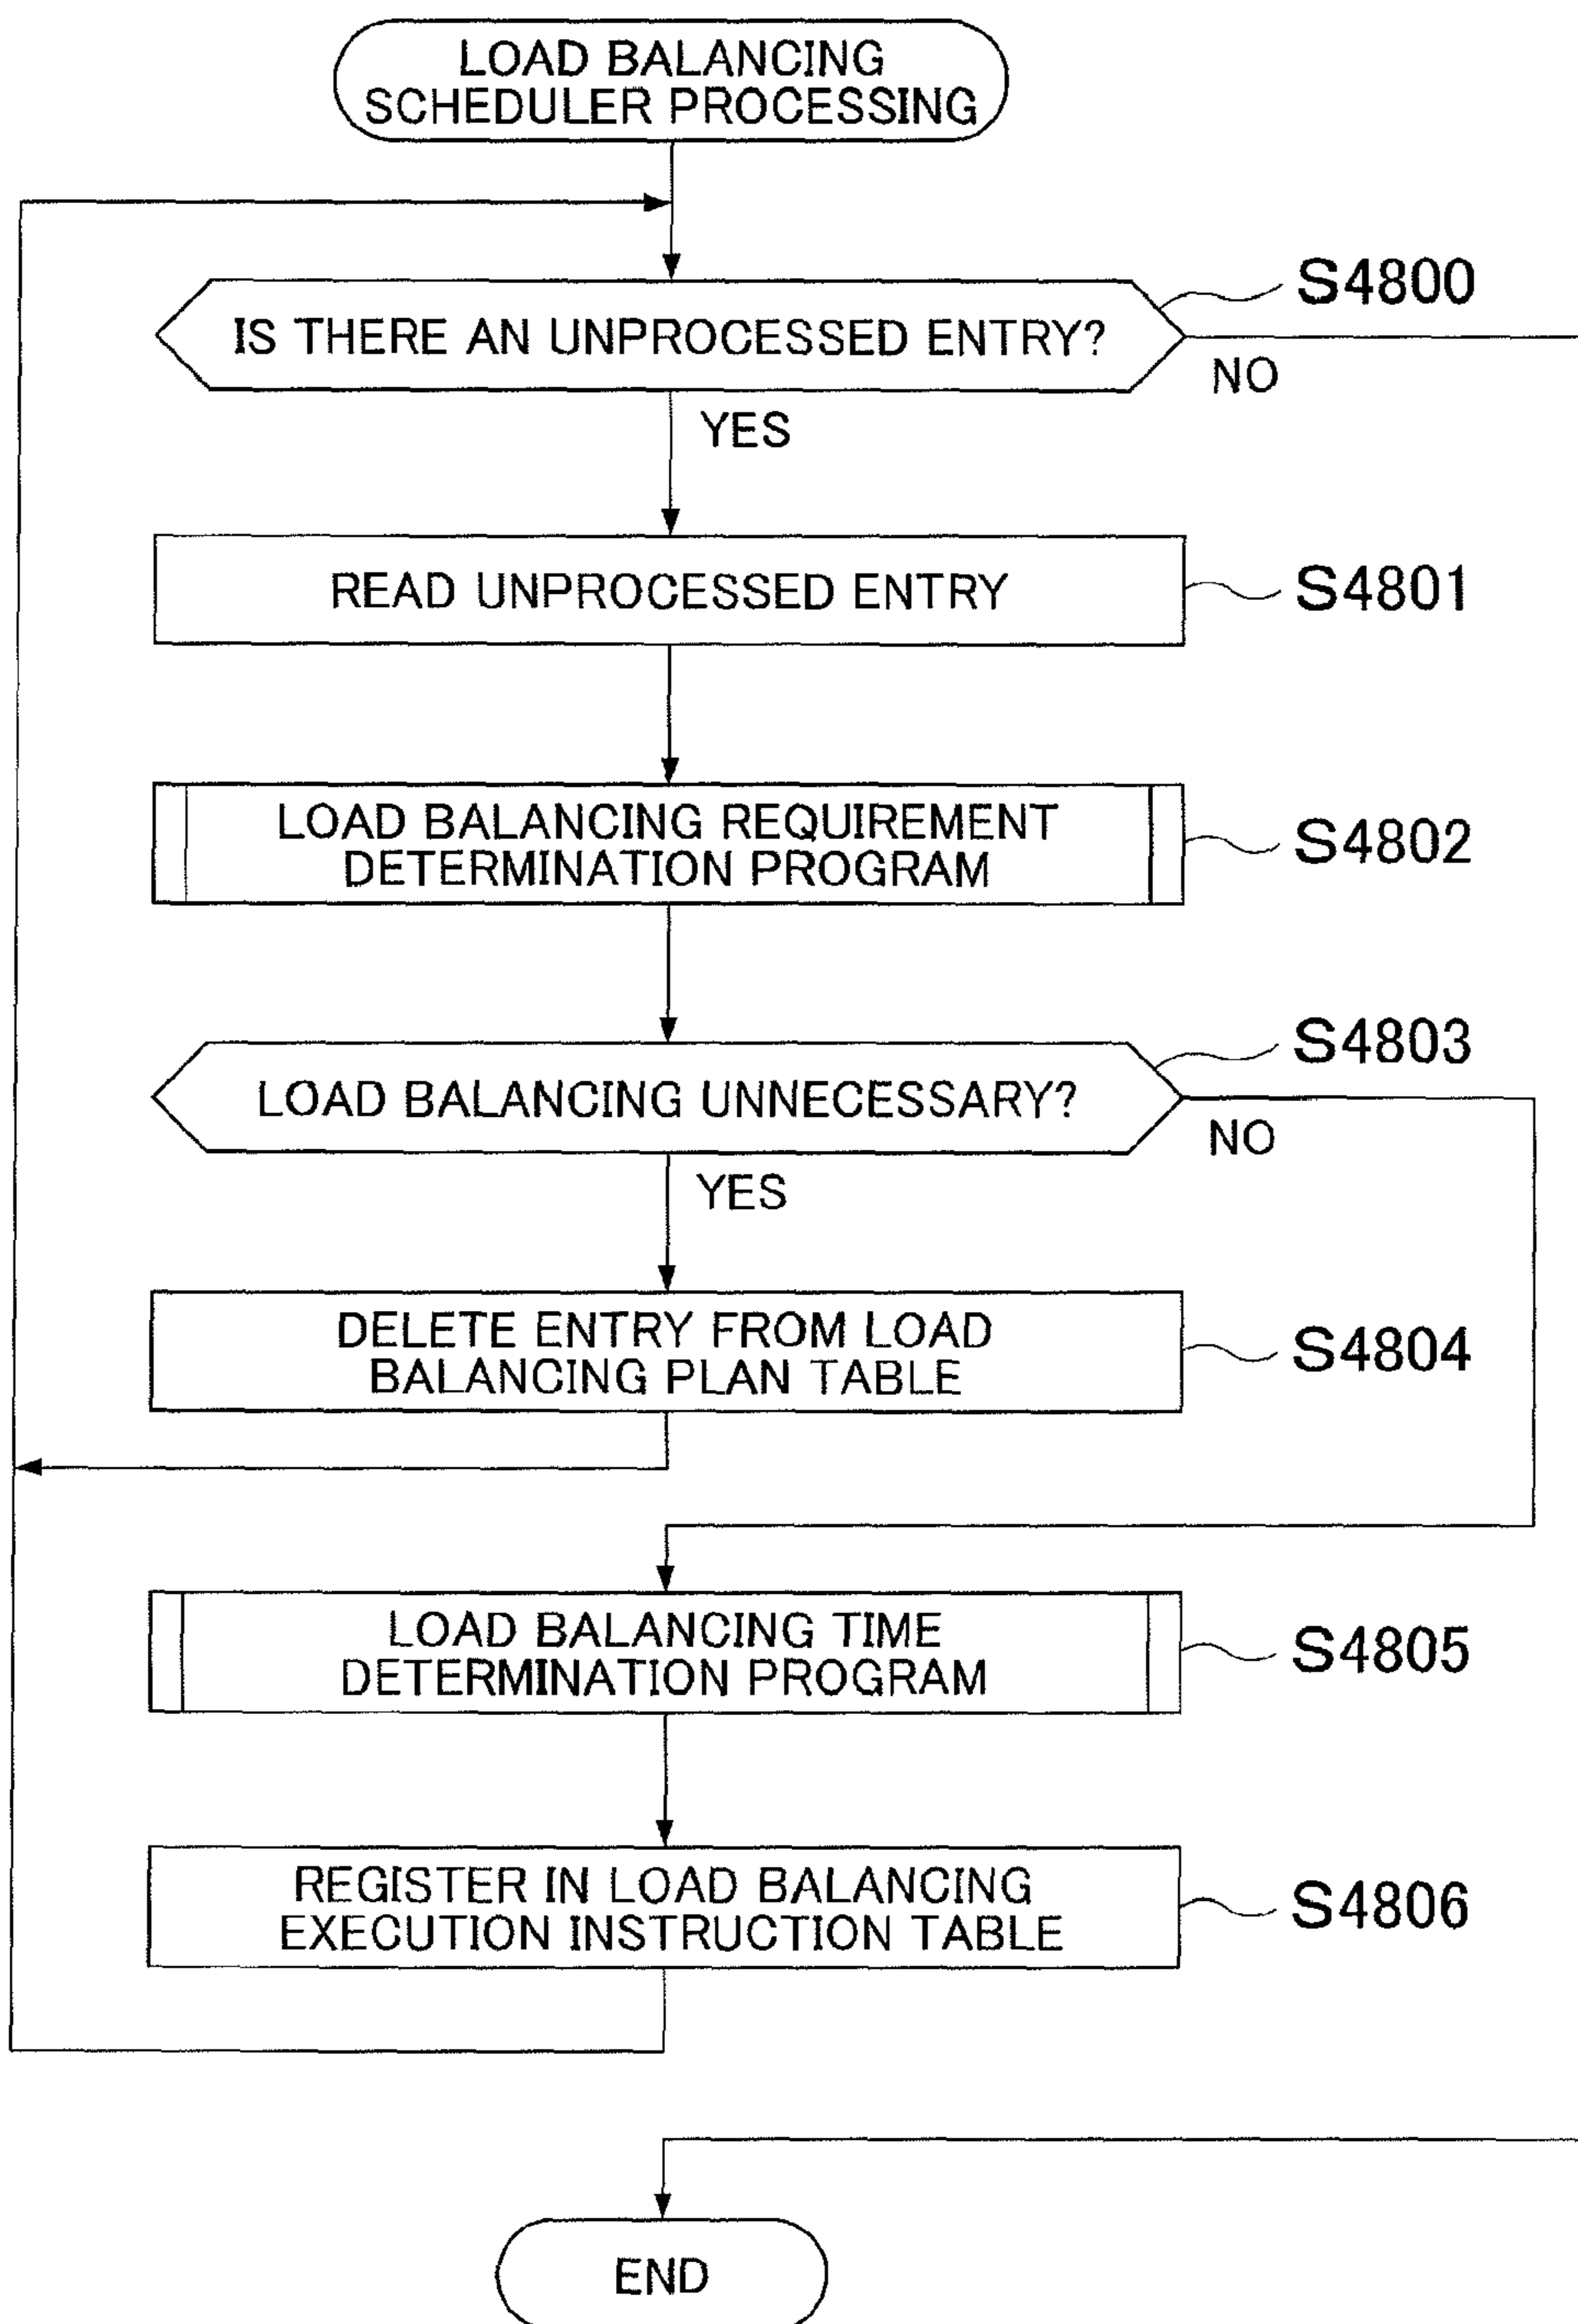 LOAD BALANCING
SCHEDULER PROCESSING
S4800
IS THERE AN UNPROCESSED ENTRY?
NO
YES
READ UNPROCESSED ENTRY
S4801
LOAD BALANCING REQUIREMENT
DETERMINATION PROGRAM
S4802
S4803
LOAD BALANCING UNNECESSARY?
NO
YES
DELETE ENTRY FROM LOAD
BALANCING PLAN TABLE
S4804
LOAD BALANCING TIME
DETERMINATION PROGRAM
S4805
REGISTER IN LOAD BALANCING
EXECUTION INSTRUCTION TABLE
S4806
END